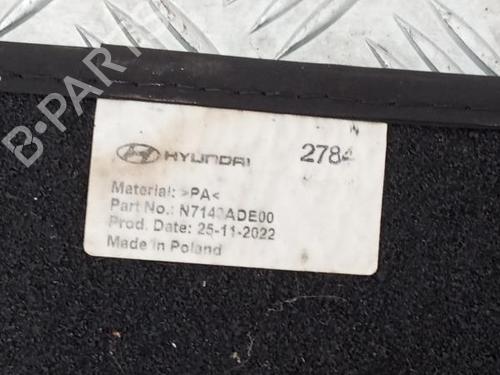 B-PARTS
HYUNDAI 2784
Material: >PA<
Part No.: N7143ADE00
Prod. Date: 25-11-2022
Made in Poland